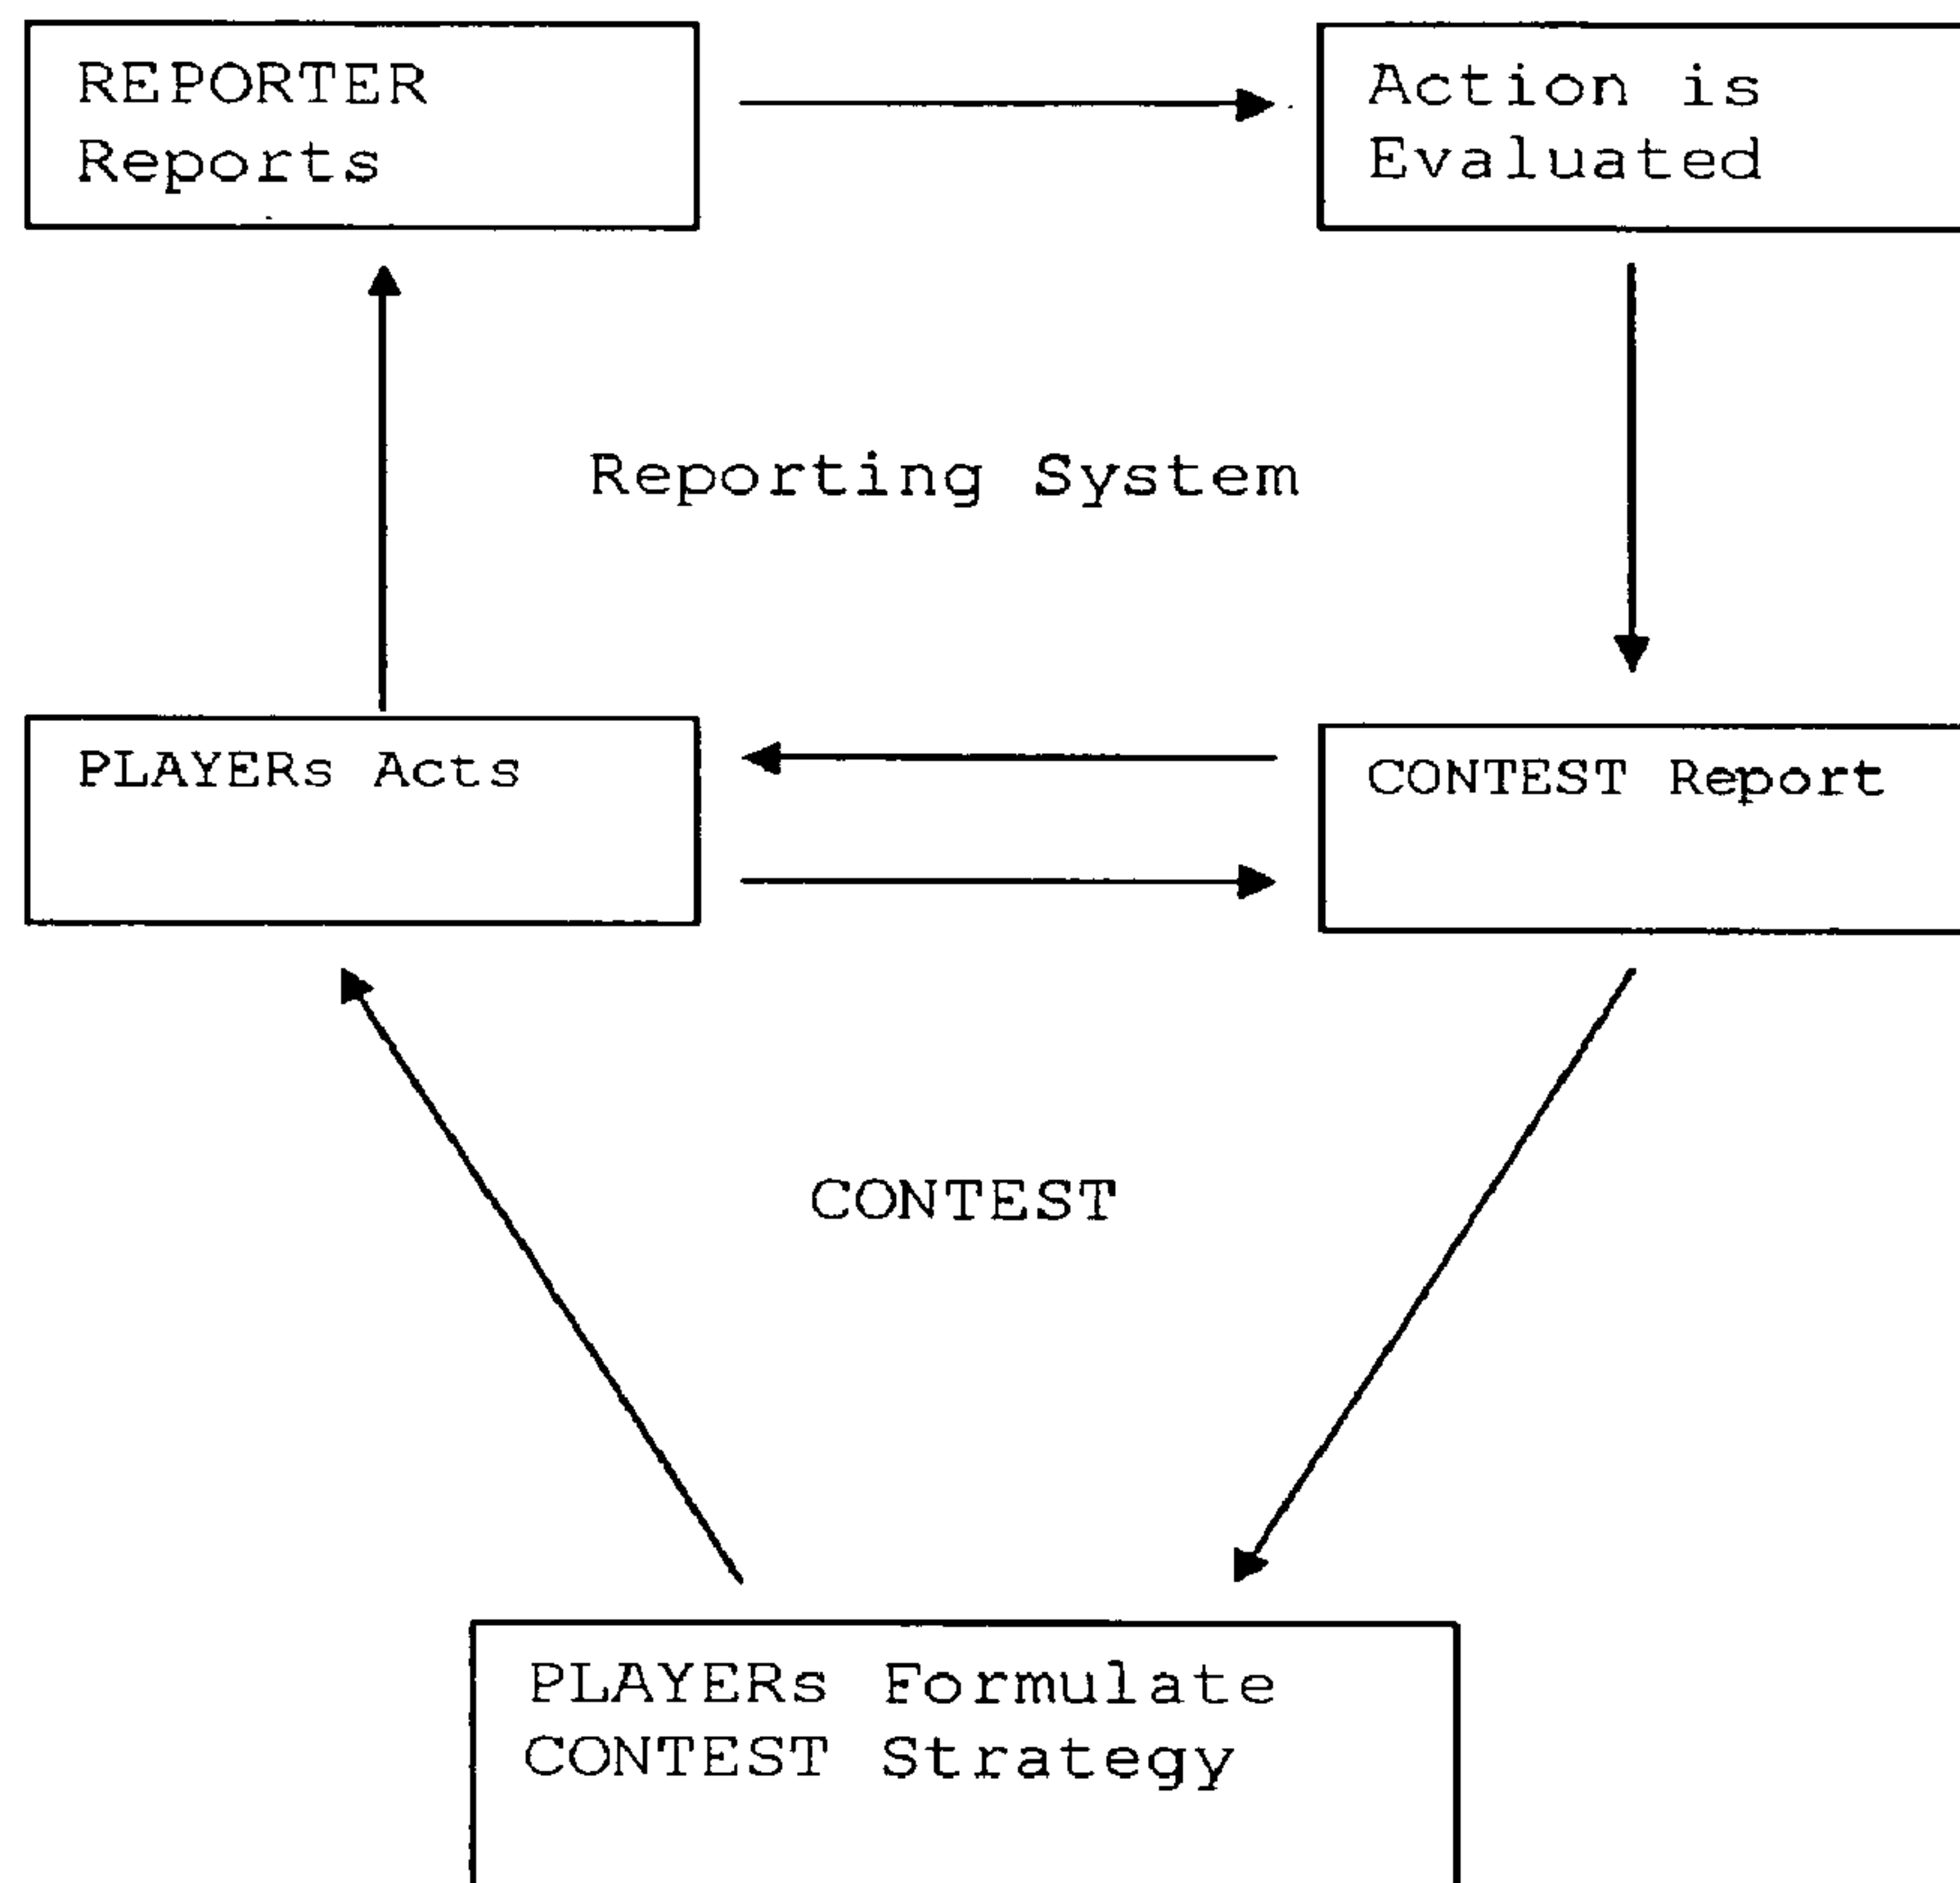 REPORTER
Reports
Action is
Evaluated
Reporting System
PLAYERs Acts
CONTEST Report
CONTEST
PLAYERs Formulate
CONTEST Strategy